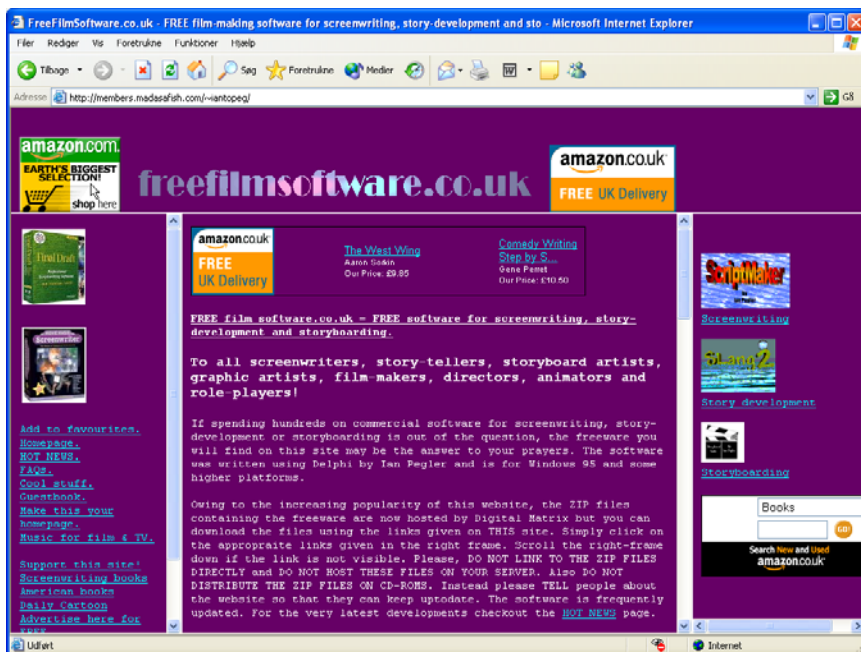 FreeFilmSoftware.co.uk - FREE film-making software for screenwriting, story-development and sto - Microsoft Internet Explorer
Filer Rediger Vis Foretrukne Funktioner Hjælp
Tilbage Søg Foretrukne Medier
Adresse http://members.madasafish.com/~iantopeg/ Gå
amazon.com.
EARTH'S BIGGEST
SELECTION!
shop here
freefilmsoftware.co.uk
amazon.co.uk
FREE UK Delivery
Final Draft
Screenwriter
Add to favourites.
Homepage.
HOT NEWS.
FAQs.
Cool stuff.
Guestbook.
Make this your
homepage.
Music for film & TV.
Support this site!
Screenwriting books
American books
Daily Cartoon
Advertise here for
FREE
amazon.co.uk
FREE
UK Delivery
The West Wing
Aaron Sorkin
Our Price: £9.95
Comedy Writing
Step by S...
Gene Perret
Our Price: £10.50
FREE film software.co.uk - FREE software for screenwriting, story-
development and storyboarding.
To all screenwriters, story-tellers, storyboard artists,
graphic artists, film-makers, directors, animators and
role-players!
If spending hundreds on commercial software for screenwriting, story-
development or storyboarding is out of the question, the freeware you
will find on this site may be the answer to your prayers. The software
was written using Delphi by Ian Pegler and is for Windows 95 and some
higher platforms.
Owing to the increasing popularity of this website, the ZIP files
containing the freeware are now hosted by Digital Matrix but you can
download the files using the links given on THIS site. Simply click on
the appropraite links given in the right frame. Scroll the right-frame
down if the link is not visible. Please, DO NOT LINK TO THE ZIP FILES
DIRECTLY and DO NOT HOST THESE FILES ON YOUR SERVER. Also DO NOT
DISTRIBUTE THE ZIP FILES ON CD-ROMS. Instead please TELL people about
the website so that they can keep uptodate. The software is frequently
updated. For the very latest developments checkout the HOT NEWS page.
ScriptMaker
Screenwriting
SLang2
Story development
Storyboarding
Books
GO!
Search New and Used
amazon.co.uk
Udført
Internet